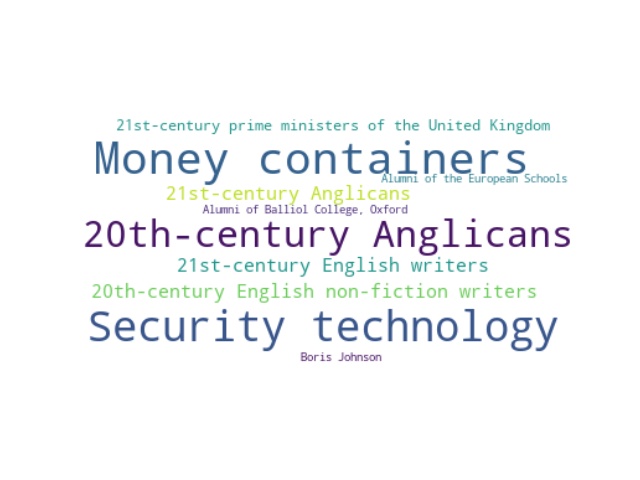 21st-century prime ministers of the United Kingdom
Money containers
Alumni of the European Schools
21st-century Anglicans
Alumni of Balliol College, Oxford
20th-century Anglicans
21st-century English writers
20th-century English non-fiction writers
Security technology
Boris Johnson